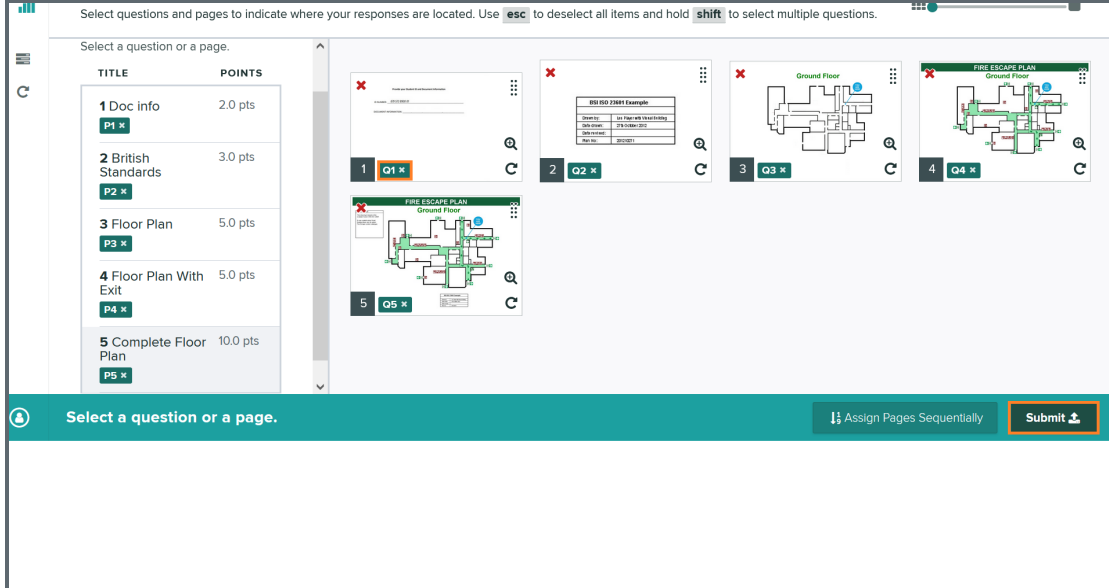 Select questions and pages to indicate where your responses are located. Use esc to deselect all items and hold shift to select multiple questions.
Select a question or a page.
TITLE POINTS
1 Doc info 2.0 pts
P1 ×
2 British 3.0 pts
Standards
P2 ×
3 Floor Plan 5.0 pts
P3 ×
4 Floor Plan With 5.0 pts
Exit
P4 ×
5 Complete Floor 10.0 pts
Plan
P5 ×
1 Q1 ×
BSI ISO 23601 Example
Drawn by:
Date drawn: 27th October 2012
Date revised:
Plan no.:
2 Q2 ×
Ground Floor
3 Q3 ×
FIRE ESCAPE PLAN
Ground Floor
4 Q4 ×
FIRE ESCAPE PLAN
Ground Floor
5 Q5 ×
Select a question or a page.
Assign Pages Sequentially
Submit